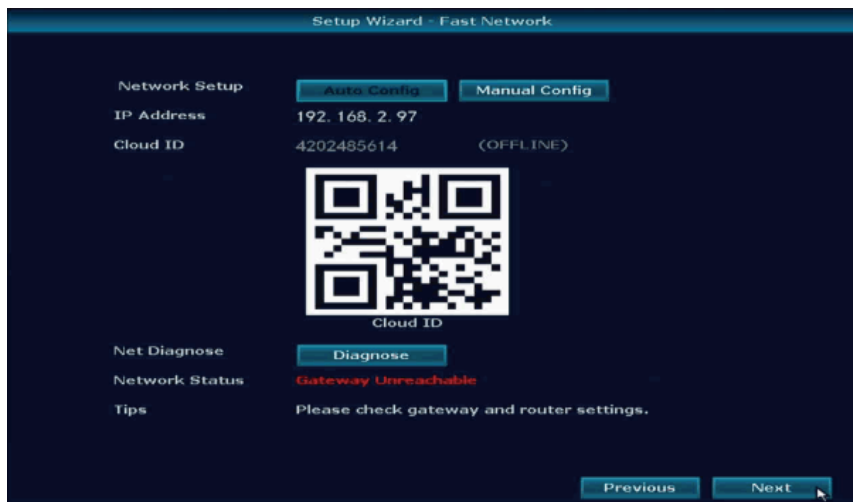 Setup Wizard - Fast Network
Network Setup Auto Config Manual Config
IP Address 192. 168. 2. 97
Cloud ID 4202485614 (OFFLINE)
Cloud ID
Net Diagnose Diagnose
Network Status Gateway Unreachable
Tips Please check gateway and router settings.
Previous Next